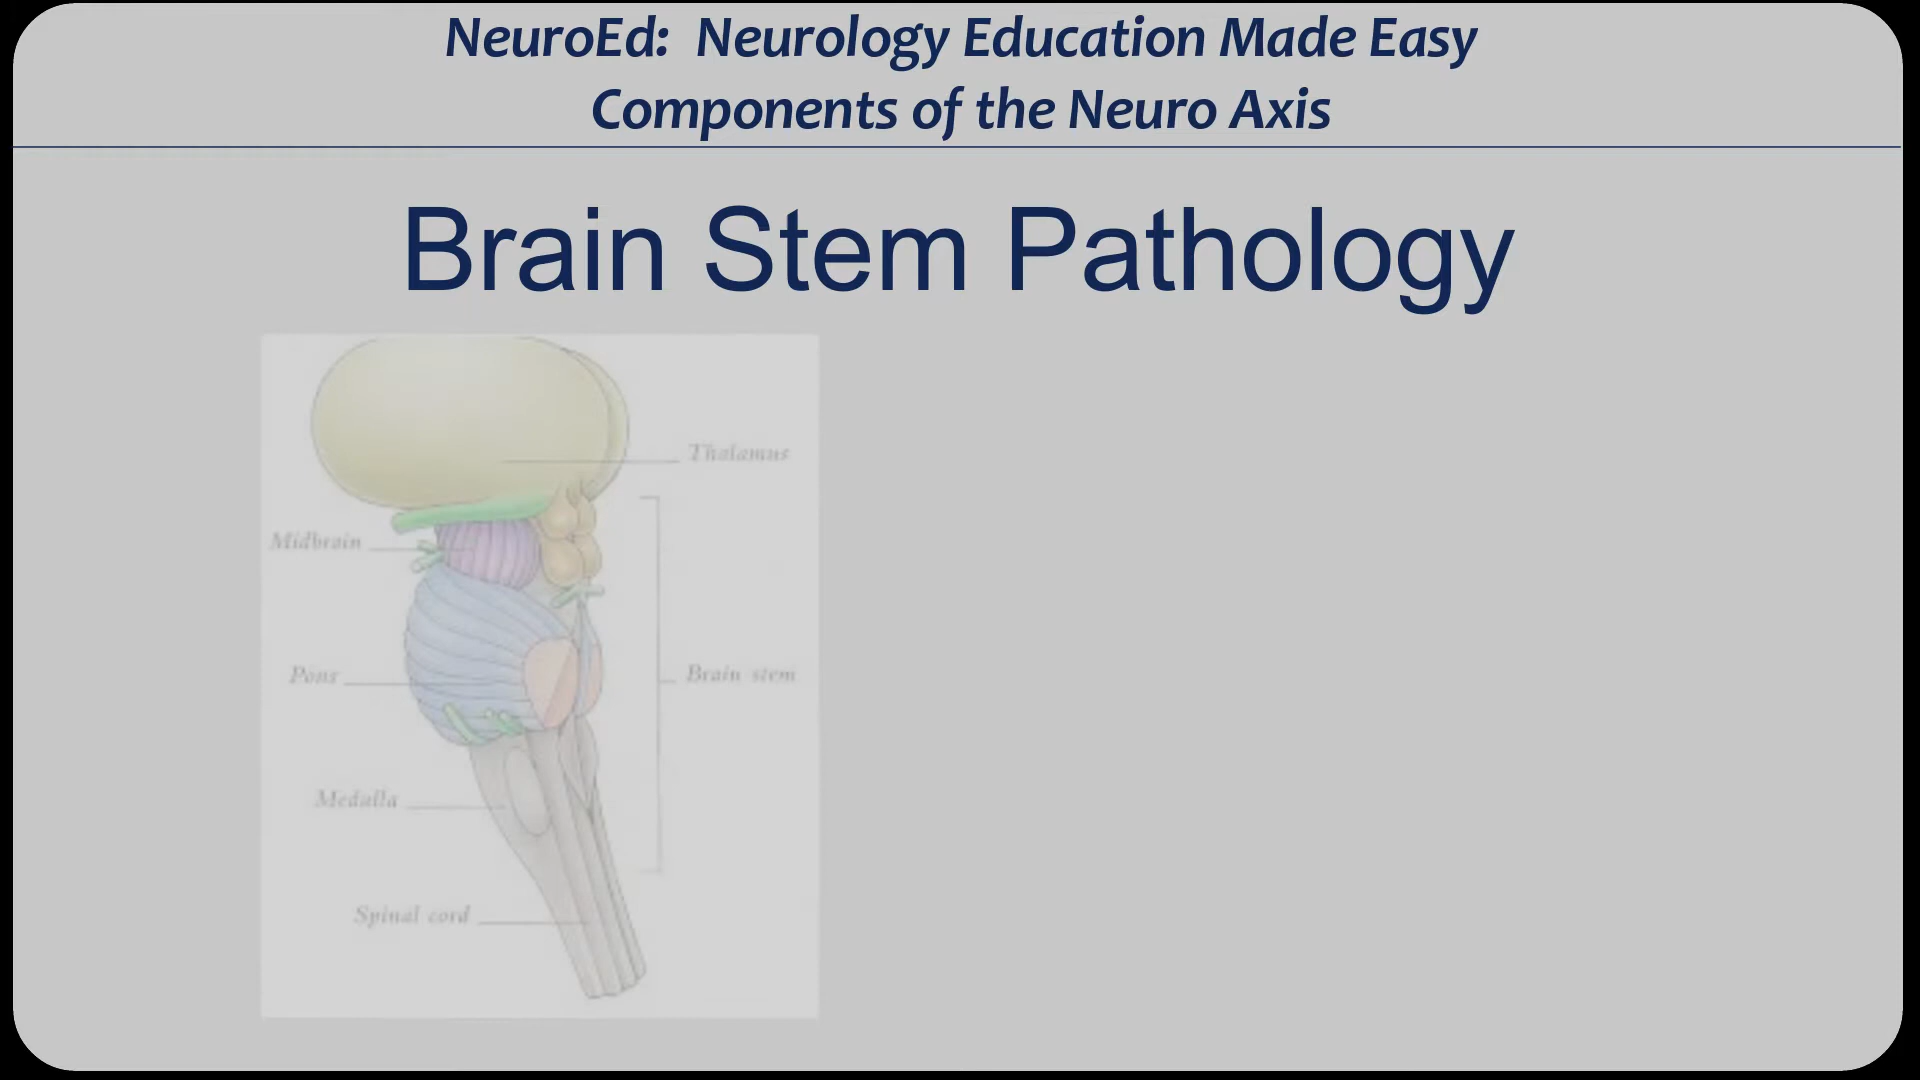 NeuroEd: Neurology Education Made Easy
Components of the Neuro Axis
Brain Stem Pathology
Thalamus
Midbrain
Pons
Brain stem
Medulla
Spinal cord